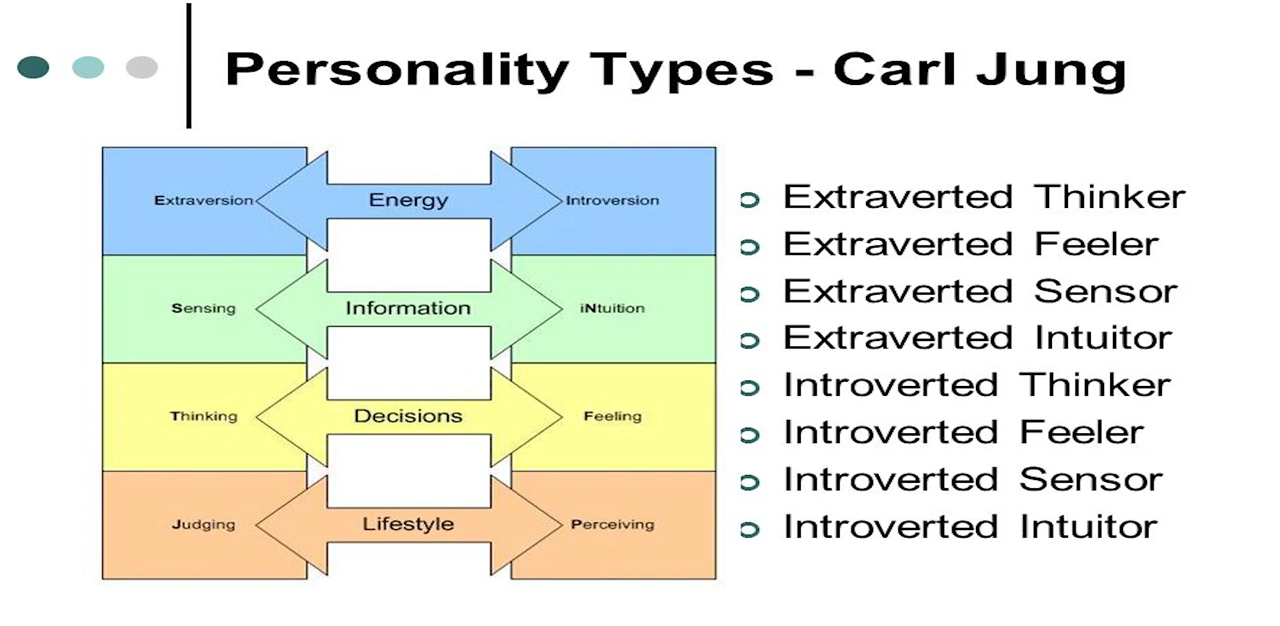 Personality Types - Carl Jung
Extraversion Energy Introversion
Sensing Information iNtuition
Thinking Decisions Feeling
Judging Lifestyle Perceiving
Extraverted Thinker
Extraverted Feeler
Extraverted Sensor
Extraverted Intuitor
Introverted Thinker
Introverted Feeler
Introverted Sensor
Introverted Intuitor